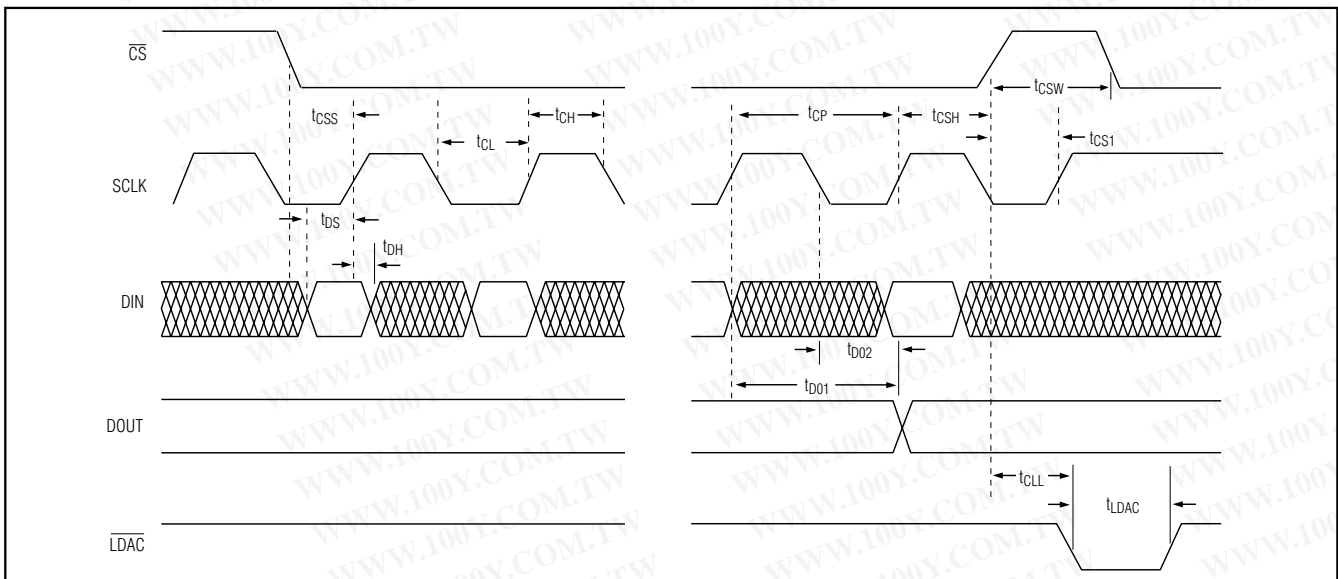 CS
tCSW
tCSS
tCH
tCP
tCSH
tCL
tCS1
SCLK
tDS
tDH
DIN
tD02
tD01
DOUT
tCLL
tLDAC
LDAC
WWW.100Y.COM.TW